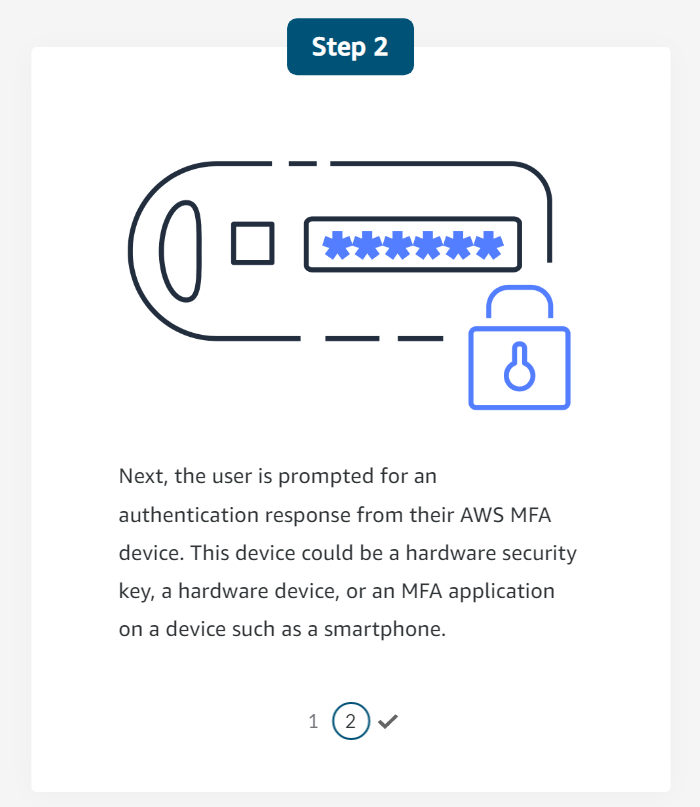 Step 2
******
Next, the user is prompted for an
authentication response from their AWS MFA
device. This device could be a hardware security
key, a hardware device, or an MFA application
on a device such as a smartphone.
1 2